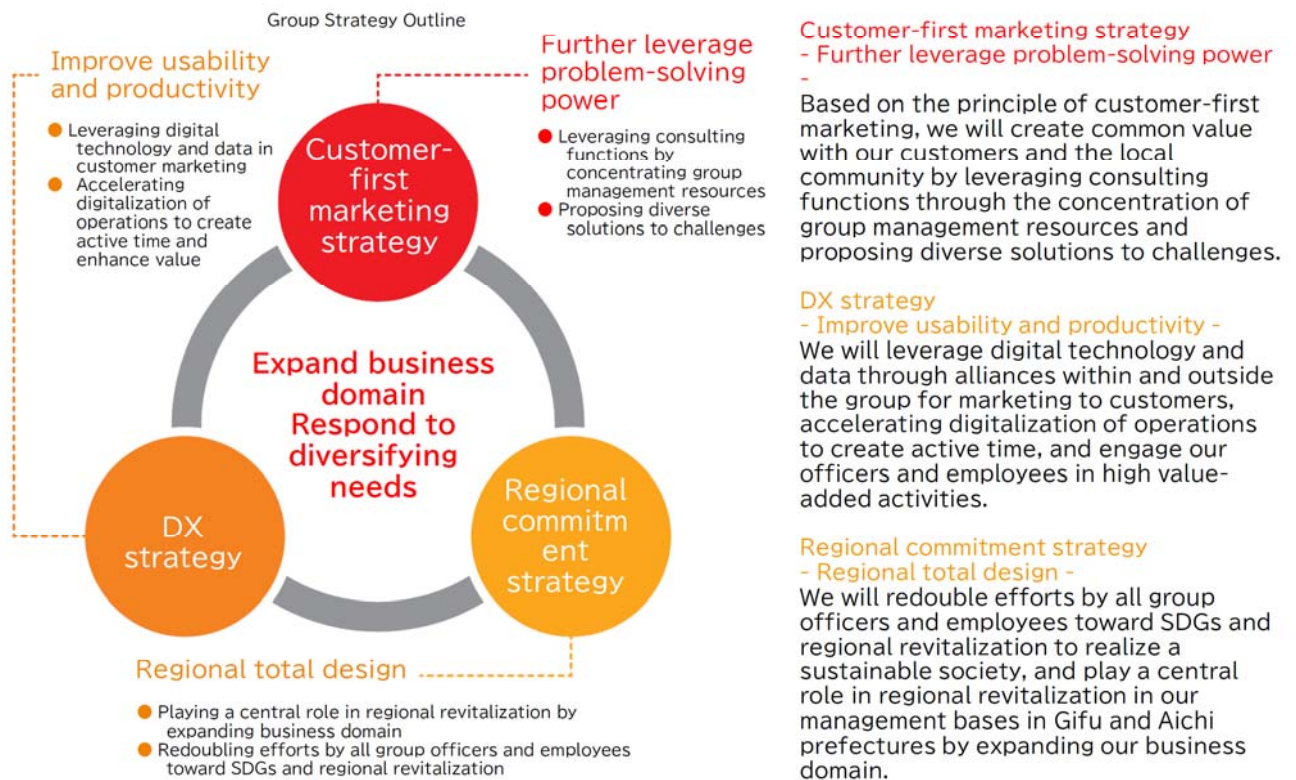 Group Strategy Outline
Improve usability
and productivity
● Leveraging digital
technology and data in
customer marketing
● Accelerating
digitalization of
operations to create
active time and
enhance value
Further leverage
problem-solving
power
● Leveraging consulting
functions by
concentrating group
management resources
● Proposing diverse
solutions to challenges
Customer-
first
marketing
strategy
Expand business
domain
Respond to
diversifying
needs
DX
strategy
Regional
commitm
ent
strategy
Regional total design
● Playing a central role in regional revitalization by
expanding business domain
● Redoubling efforts by all group officers and employees
toward SDGs and regional revitalization
Customer-first marketing strategy
- Further leverage problem-solving power
-
Based on the principle of customer-first
marketing, we will create common value
with our customers and the local
community by leveraging consulting
functions through the concentration of
group management resources and
proposing diverse solutions to challenges.
DX strategy
- Improve usability and productivity -
We will leverage digital technology and
data through alliances within and outside
the group for marketing to customers,
accelerating digitalization of operations
to create active time, and engage our
officers and employees in high value-
added activities.
Regional commitment strategy
- Regional total design -
We will redouble efforts by all group
officers and employees toward SDGs and
regional revitalization to realize a
sustainable society, and play a central
role in regional revitalization in our
management bases in Gifu and Aichi
prefectures by expanding our business
domain.